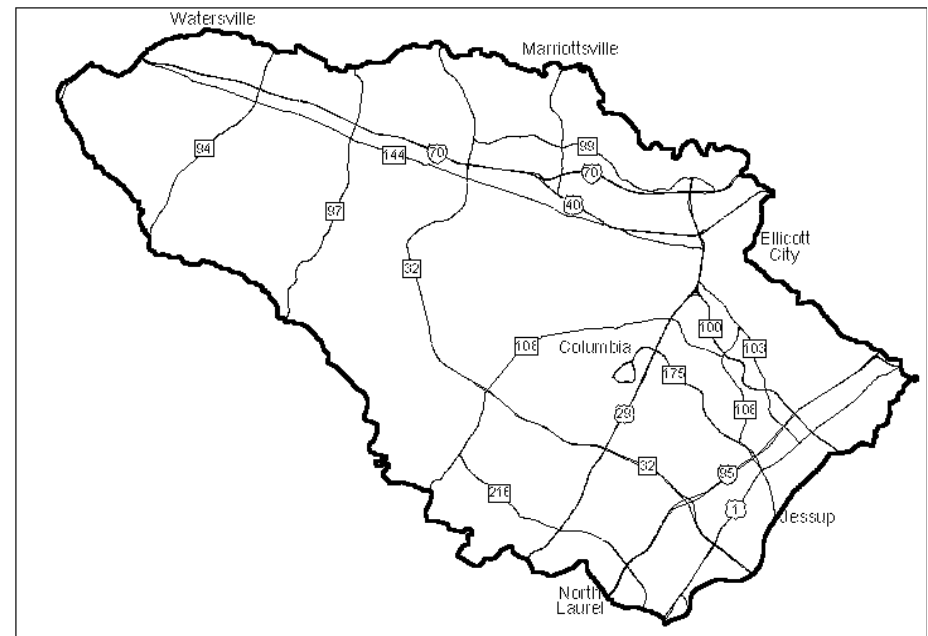 Watersville
Marriottsville
99
94
144
70
70
40
97
Ellicott
City
32
100
108
Columbia
103
175
108
29
32
95
216
1
Jessup
North
Laurel